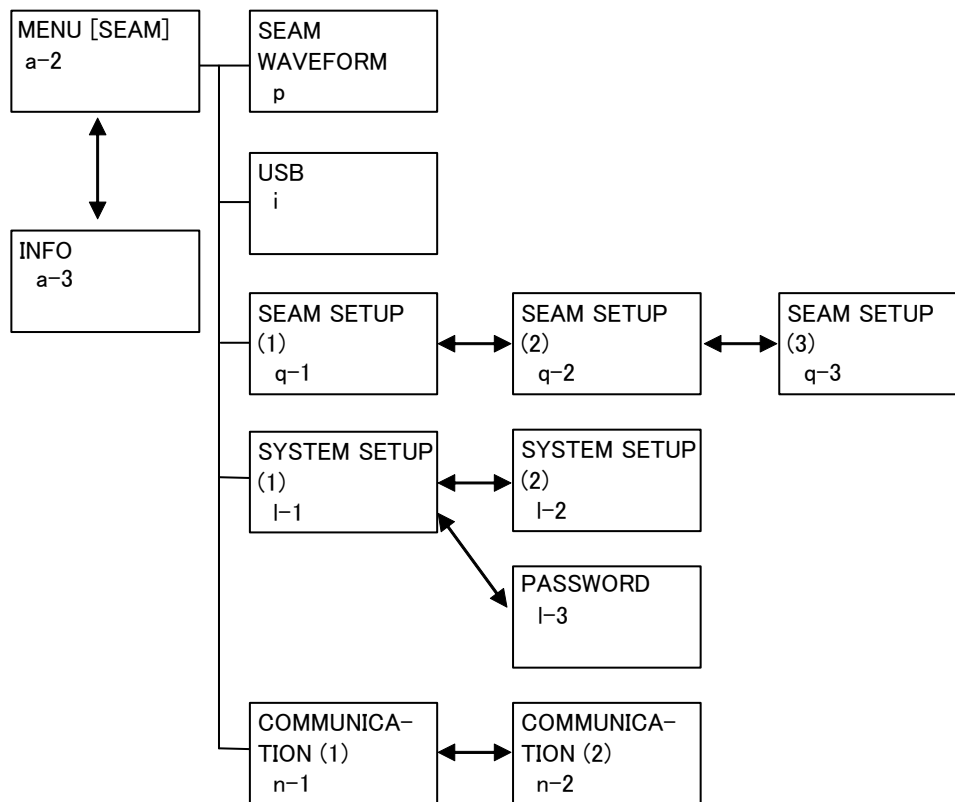 MENU [SEAM]
a-2
SEAM
WAVEFORM
p
USB
i
INFO
a-3
SEAM SETUP
(1)
q-1
SEAM SETUP
(2)
q-2
SEAM SETUP
(3)
q-3
SYSTEM SETUP
(1)
l-1
SYSTEM SETUP
(2)
l-2
PASSWORD
l-3
COMMUNICA-
TION (1)
n-1
COMMUNICA-
TION (2)
n-2